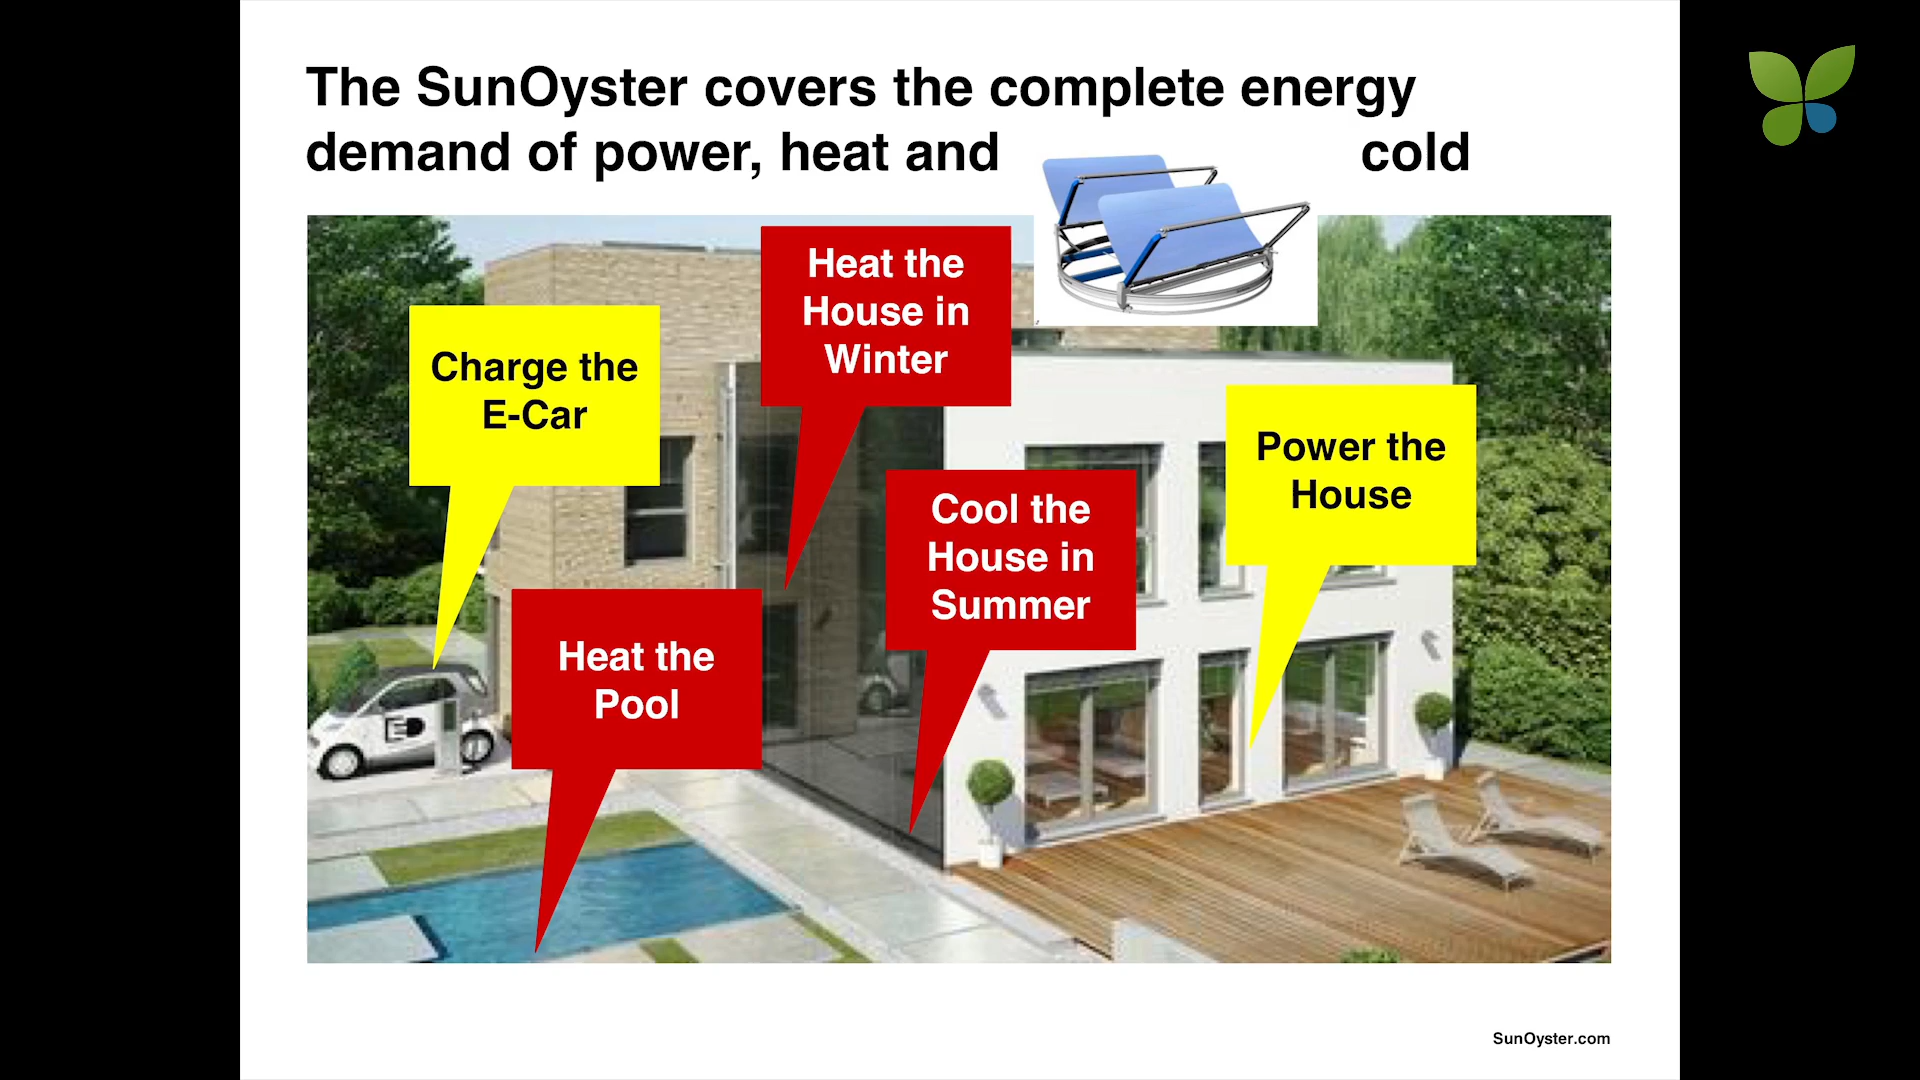 The SunOyster covers the complete energy
demand of power, heat and cold
Heat the
House in
Winter
Charge the
E-Car
Power the
House
Cool the
House in
Summer
Heat the
Pool
ED
SunOyster.com